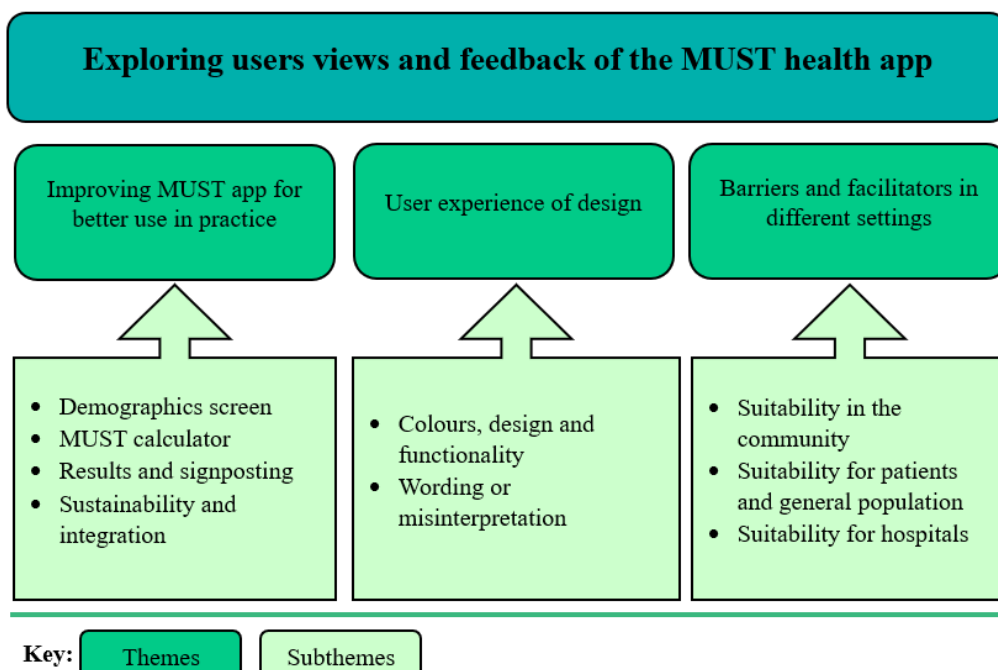 Exploring users views and feedback of the MUST health app
Improving MUST app for
better use in practice
User experience of design
Barriers and facilitators in
different settings
• Demographics screen
• MUST calculator
• Results and signposting
• Sustainability and
integration
• Colours, design and
functionality
• Wording or
misinterpretation
• Suitability in the
community
• Suitability for patients
and general population
• Suitability for hospitals
Key:
Themes
Subthemes